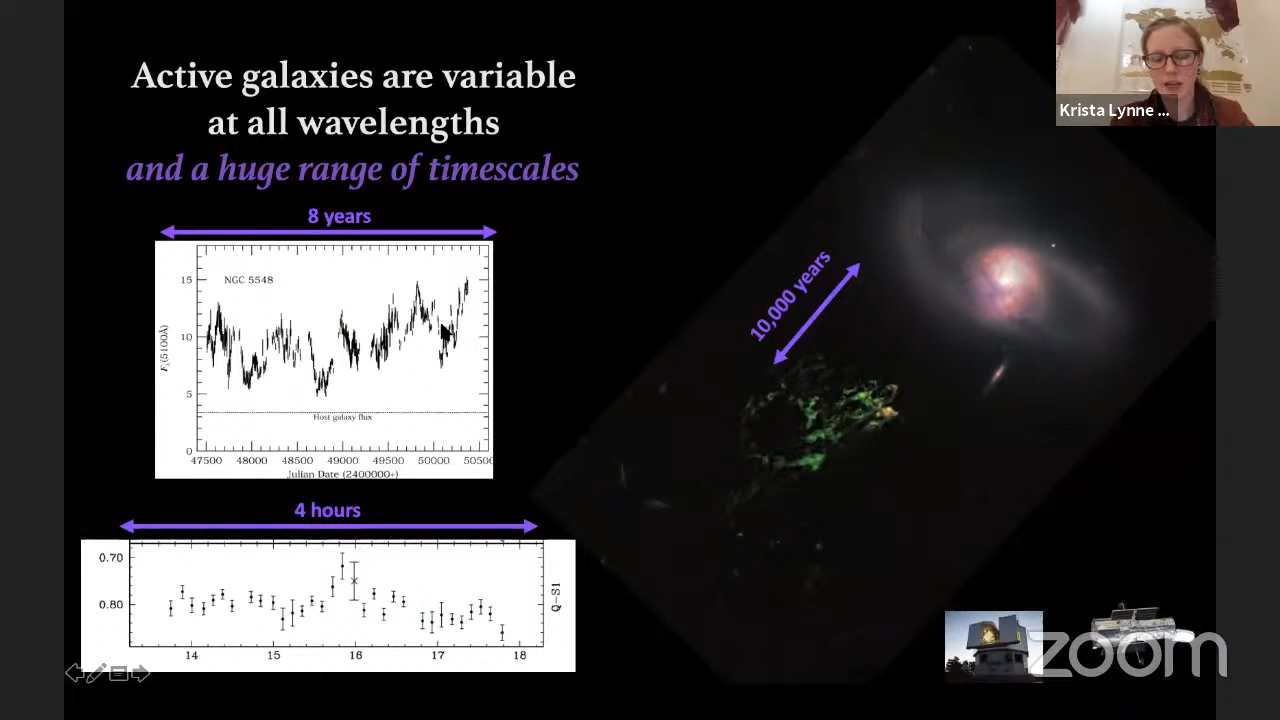 Active galaxies are variable
at all wavelengths
and a huge range of timescales
8 years
NGC 5548
15
10
5
0
Fλ(5100Å)
Host galaxy flux
47500 48000 48500 49000 49500 50000 50500
Julian Date (2400000+)
4 hours
0.70
0.80
Q-S1
14 15 16 17 18
10,000 years
Krista Lynne ...
zoom